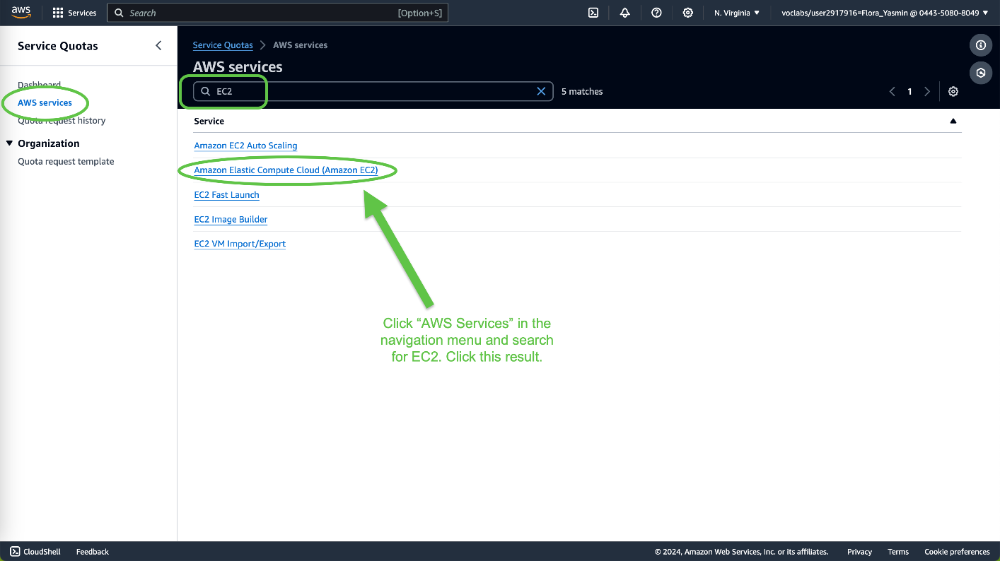 aws
Services
Search
[Option+S]
N. Virginia
voclabs/user2917916=Flora_Yasmin @ 0443-5080-8049
Service Quotas
Dashboard
AWS services
Quota request history
Organization
Quota request template
Service Quotas
AWS services
AWS services
EC2
5 matches
1
Service
Amazon EC2 Auto Scaling
Amazon Elastic Compute Cloud (Amazon EC2)
EC2 Fast Launch
EC2 Image Builder
EC2 VM Import/Export
Click “AWS Services” in the
navigation menu and search
for EC2. Click this result.
CloudShell
Feedback
© 2024, Amazon Web Services, Inc. or its affiliates.
Privacy
Terms
Cookie preferences